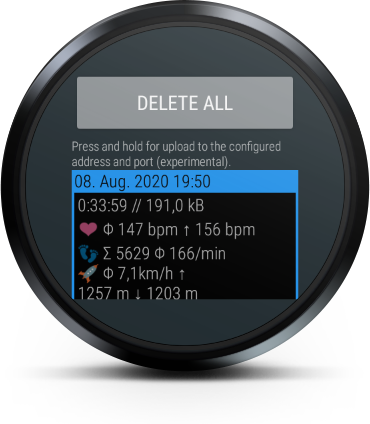 DELETE ALL
Press and hold for upload to the configured
address and port (experimental).
08. Aug. 2020 19:50
0:33:59 // 191,0 kB
Φ 147 bpm ↑ 156 bpm
Σ 5629 Φ 166/min
Φ 7,1km/h ↑
1257 m ↓ 1203 m